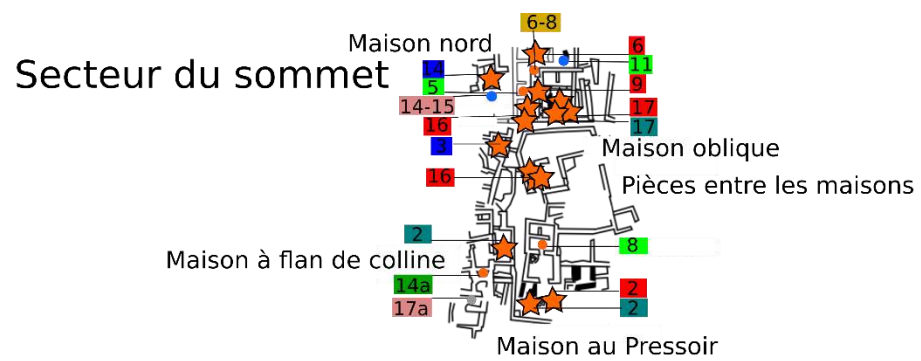 6-8
Maison nord
6
Secteur du sommet
14
11
5
9
14-15
17
16
17
3
Maison oblique
16
Pièces entre les maisons
2
8
Maison à flan de colline
14a
2
17a
2
Maison au Pressoir